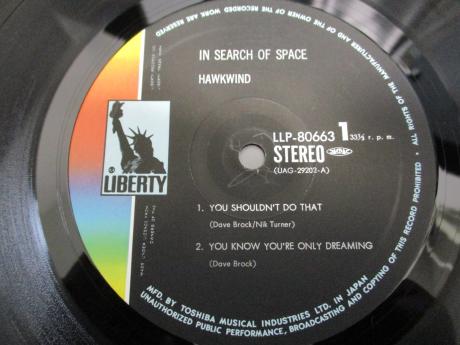 IN SEARCH OF SPACE
HAWKWIND
LLP-80663 1 33⅓ r. p. m.
STEREO
(UAG-29202-A)
LIBERTY
1. YOU SHOULDN'T DO THAT
(Dave Brock/Nik Turner)
2. YOU KNOW YOU'RE ONLY DREAMING
(Dave Brock)
ALL RIGHTS OF THE MANUFACTURER AND OF THE OWNER OF THE RECORDED WORK ARE RESERVED
MFD. BY TOSHIBA MUSICAL INDUSTRIES LTD. IN JAPAN
UNAUTHORIZED PUBLIC PERFORMANCE, BROADCASTING AND COPYING OF THIS RECORD PROHIBITED